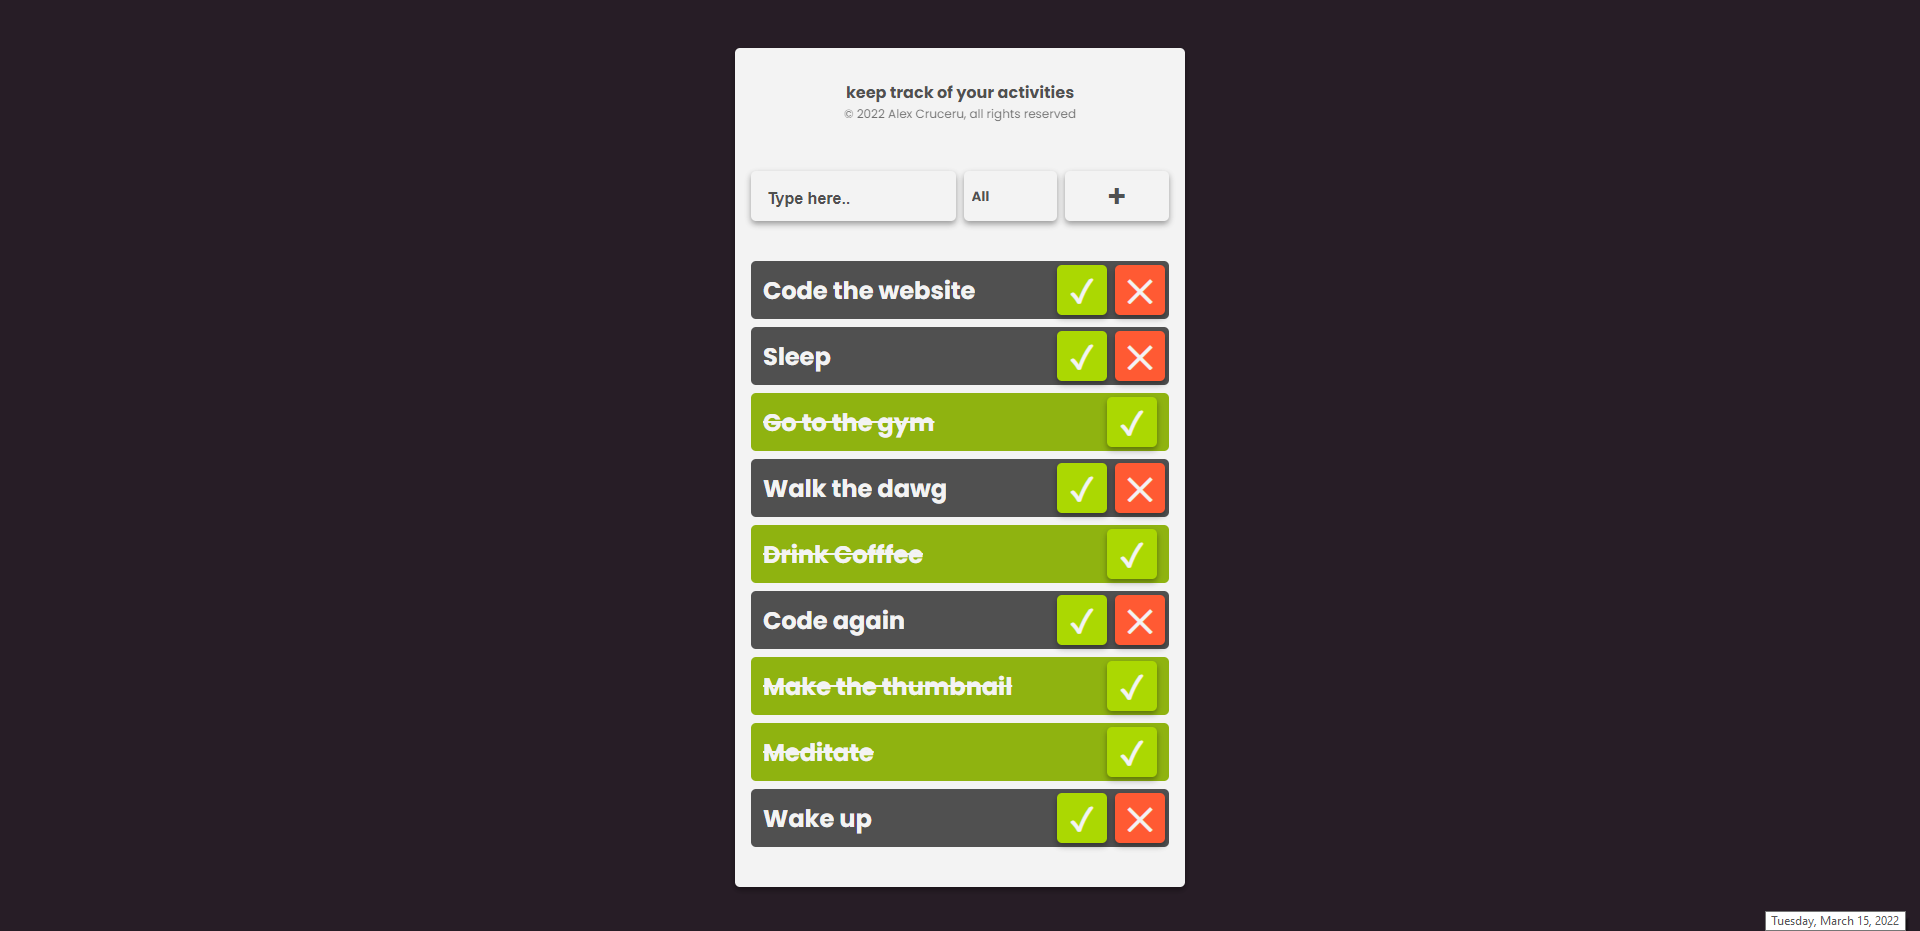 keep track of your activities
© 2022 Alex Cruceru, all rights reserved
Type here.. All +
Code the website
Sleep
Go to the gym
Walk the dawg
Drink Cofffee
Code again
Make the thumbnail
Meditate
Wake up
Tuesday, March 15, 2022